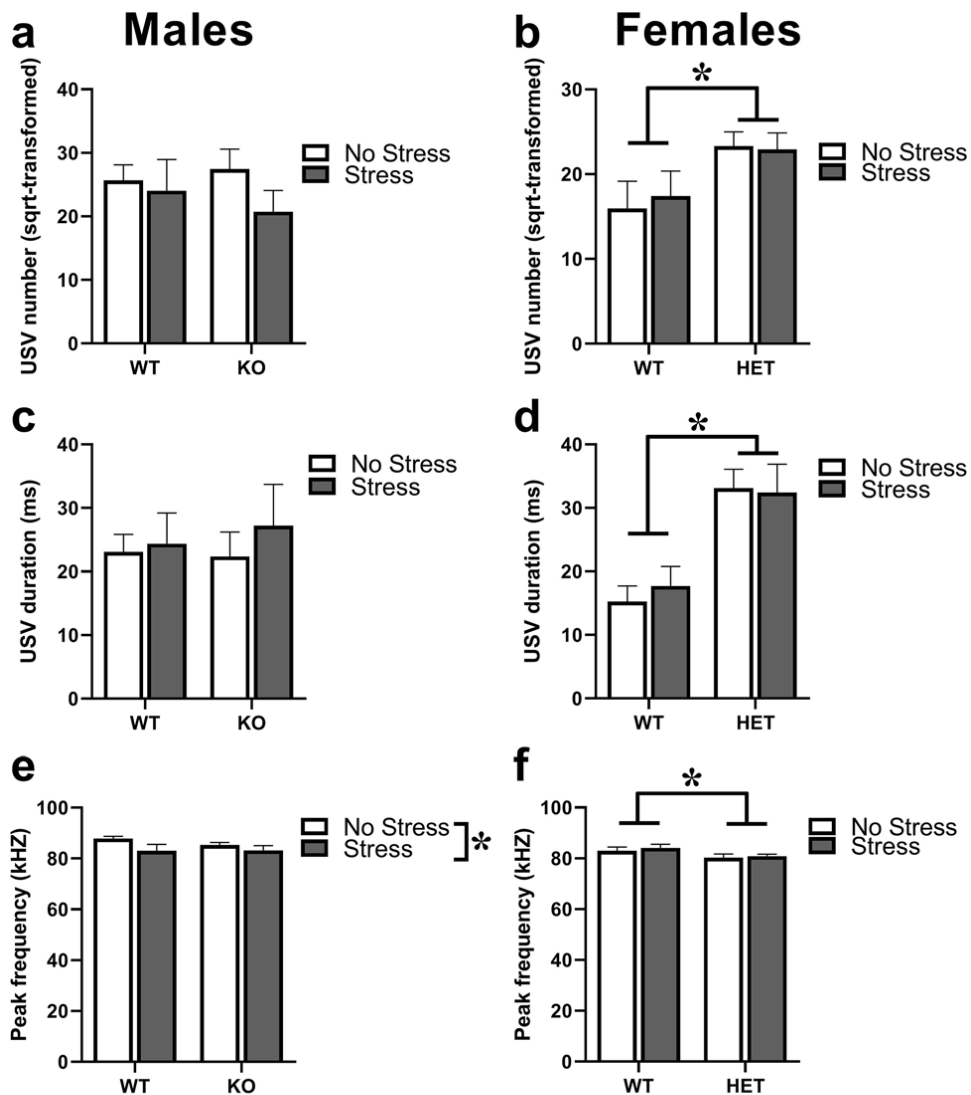 a Males
b Females
USV number (sqrt-transformed)
40
30
20
10
0
WT KO
No Stress
Stress
USV number (sqrt-transformed)
30
20
10
0
*
WT HET
No Stress
Stress
c
USV duration (ms)
40
30
20
10
0
WT KO
No Stress
Stress
d
USV duration (ms)
40
30
20
10
0
*
WT HET
No Stress
Stress
e
Peak frequency (kHZ)
100
80
60
40
20
0
WT KO
No Stress
Stress
*
f
Peak frequency (kHZ)
100
80
60
40
20
0
*
WT HET
No Stress
Stress